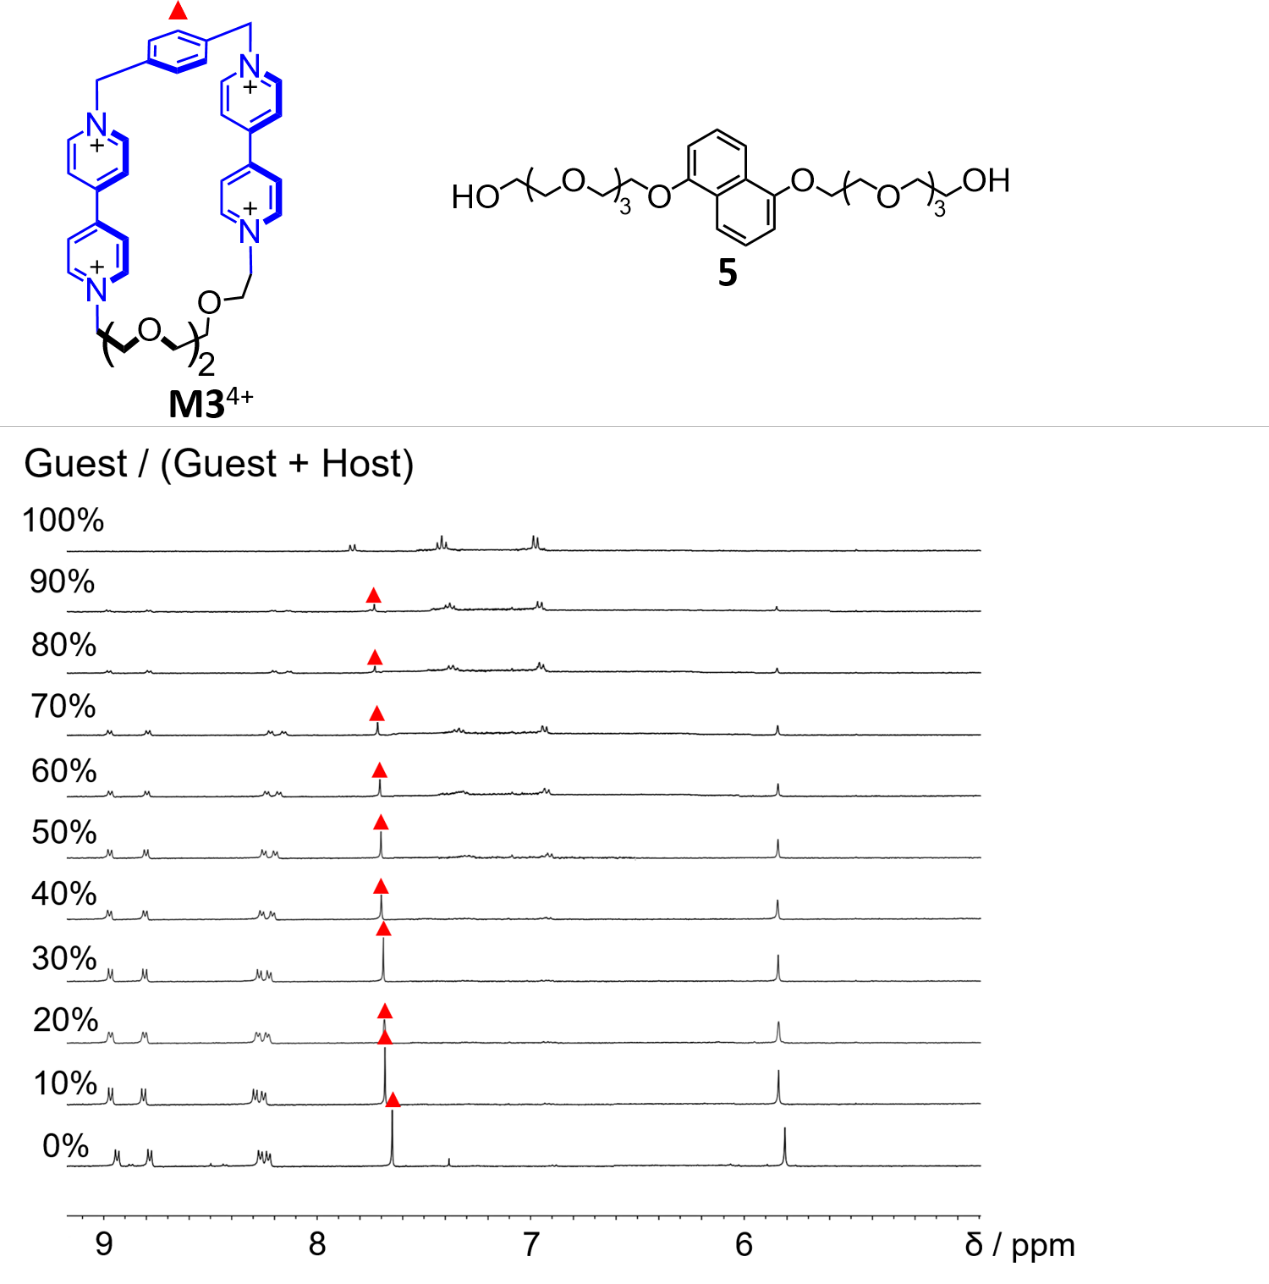 N
+
N
+
N
+
N
+
O
O
( )2
M3⁴⁺
HO ( O )3 O
O ( O )3 OH
5
Guest / (Guest + Host)
100%
90%
80%
70%
60%
50%
40%
30%
20%
10%
0%
9 8 7 6 δ / ppm